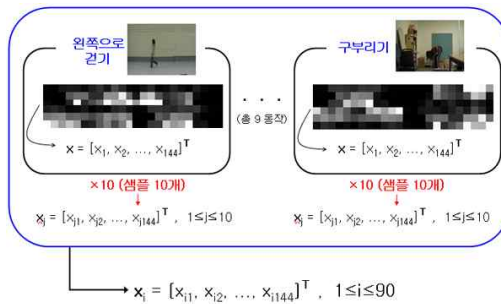 왼쪽으로
걷기
구부리기
. . .
(총 9 동작)
x = [x1, x2, ..., x144]T
x = [x1, x2, ..., x144]T
×10 (샘플 10개)
×10 (샘플 10개)
xj = [xj1, xj2, ..., xj144]T , 1≤j≤10
xj = [xj1, xj2, ..., xj144]T , 1≤j≤10
xi = [xi1, xi2, ..., xi144]T , 1≤i≤90